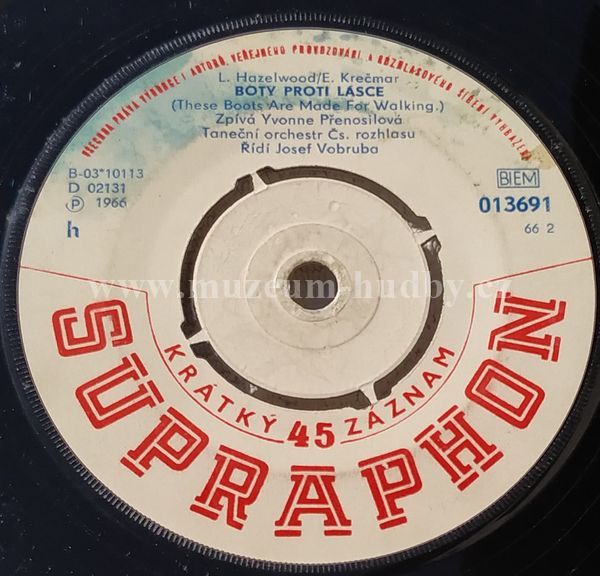 VŠECHNA PRÁVA VÝROBCE I AUTORŮ, VEŘEJNÉHO PROVOZOVÁNÍ A ROZHLASOVÉHO ŠÍŘENÍ VYHRAZENA
L. Hazelwood/E. Krečmar
BOTY PROTI LÁSCE
(These Boots Are Made For Walking.)
Zpívá Yvonne Přenosilová
Taneční orchestr Čs. rozhlasu
Řídí Josef Vobruba
B-03*10113
D 02131
Ⓟ 1966
h
BIEM
013691
66 2
www.muzeum-hudby.cz
KRÁTKÝ 45 ZÁZNAM
SUPRAPHON